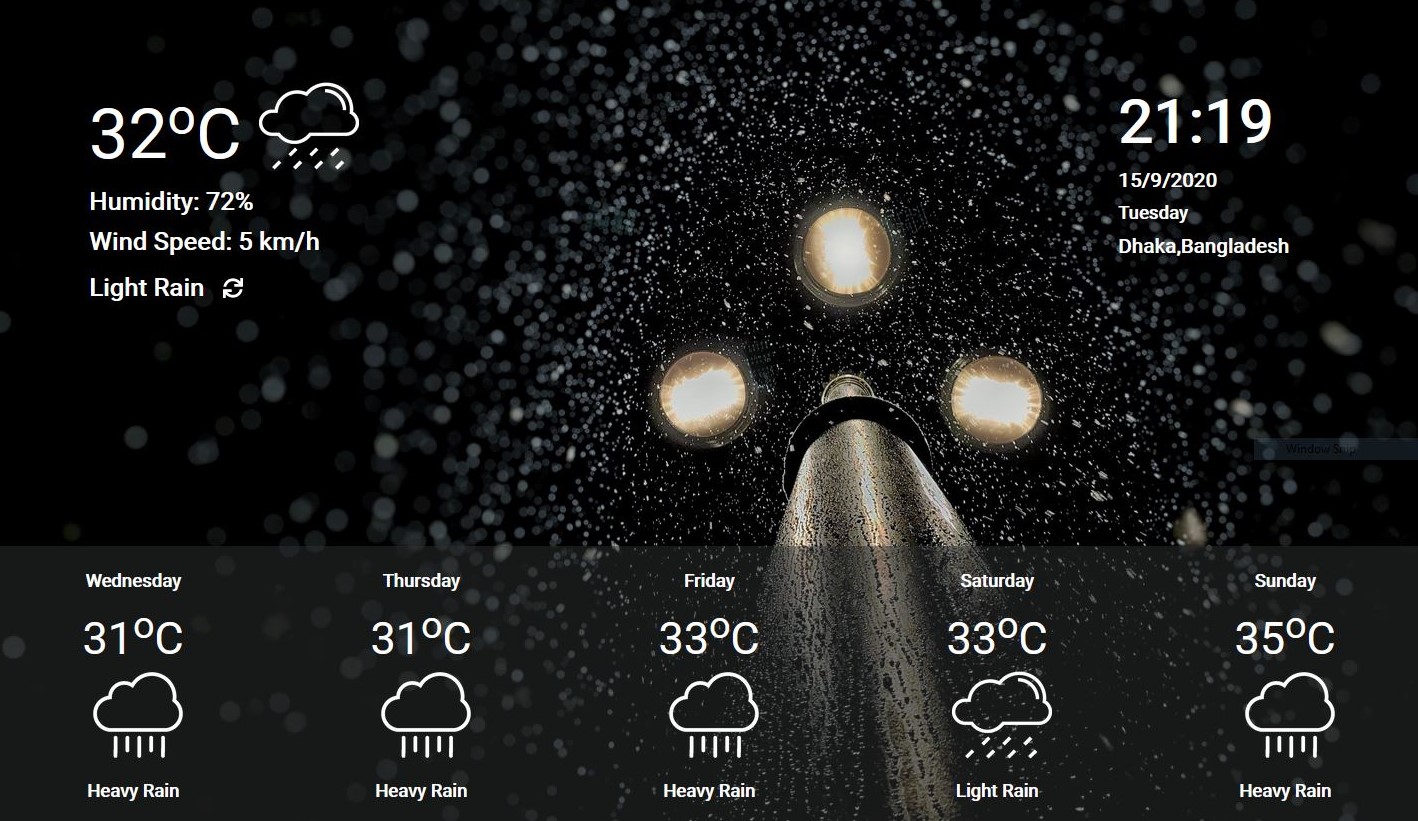 32°C
Humidity: 72%
Wind Speed: 5 km/h
Light Rain
21:19
15/9/2020
Tuesday
Dhaka,Bangladesh
Window Snip
Wednesday
31°C
Heavy Rain
Thursday
31°C
Heavy Rain
Friday
33°C
Heavy Rain
Saturday
33°C
Light Rain
Sunday
35°C
Heavy Rain